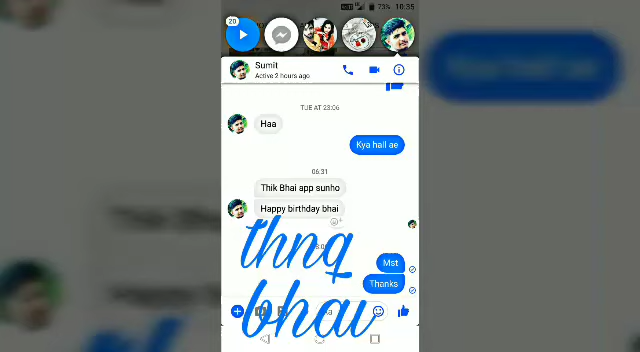 73% 10:35
20
Sumit
Active 2 hours ago
TUE AT 23:06
Haa
Kya hall ae
06:31
Thik Bhai app sunho
Happy birthday bhai
thnq
Mst
Thanks
bhai